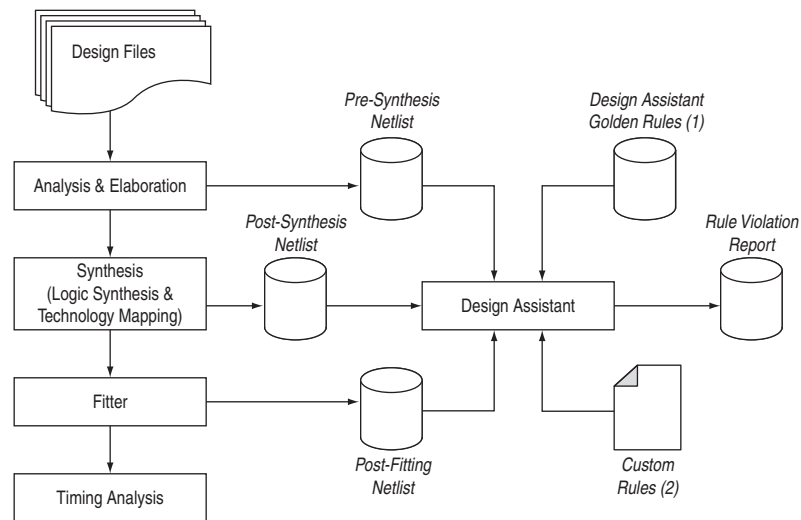 Design Files
Pre-Synthesis
Netlist
Design Assistant
Golden Rules (1)
Analysis & Elaboration
Post-Synthesis
Netlist
Rule Violation
Report
Synthesis
(Logic Synthesis &
Technology Mapping)
Design Assistant
Fitter
Post-Fitting
Netlist
Custom
Rules (2)
Timing Analysis